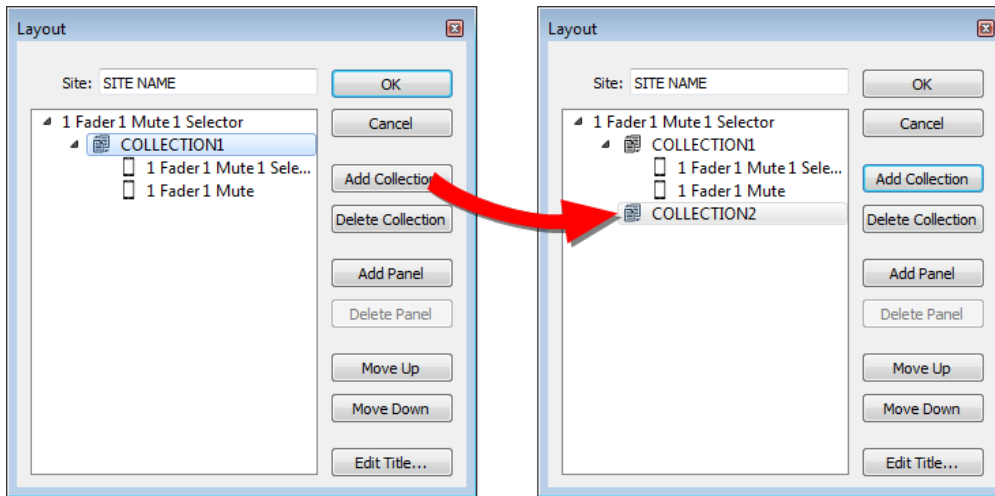 Layout
Site: SITE NAME
OK
1 Fader 1 Mute 1 Selector
Cancel
COLLECTION1
1 Fader 1 Mute 1 Sele...
Add Collection
1 Fader 1 Mute
Delete Collection
Add Panel
Delete Panel
Move Up
Move Down
Edit Title...
Layout
Site: SITE NAME
OK
1 Fader 1 Mute 1 Selector
Cancel
COLLECTION1
1 Fader 1 Mute 1 Sele...
Add Collection
1 Fader 1 Mute
COLLECTION2
Delete Collection
Add Panel
Delete Panel
Move Up
Move Down
Edit Title...